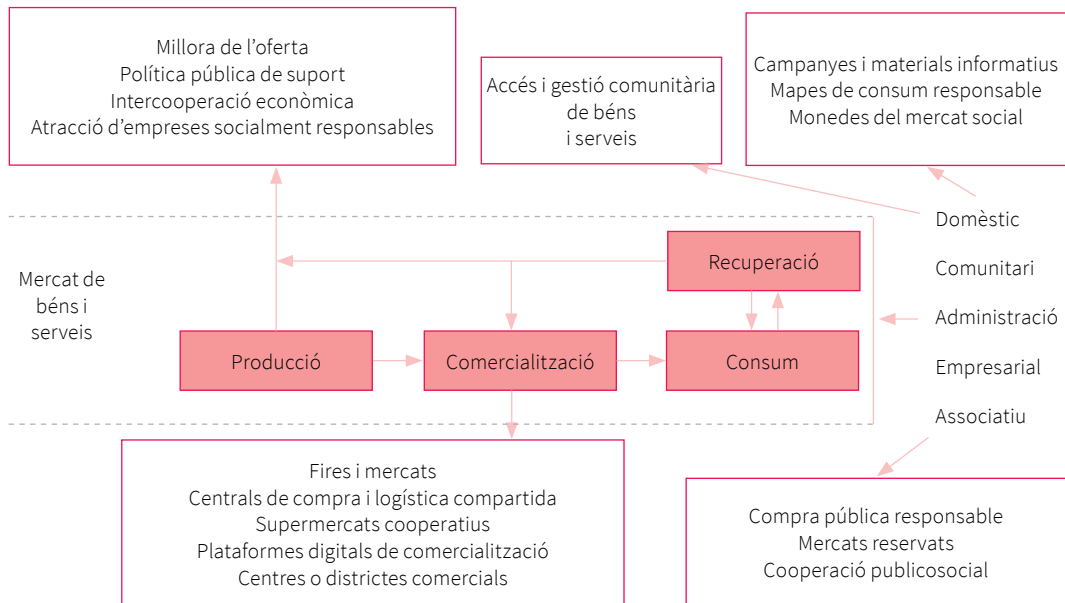 Millora de l’oferta
Política pública de suport
Intercooperació econòmica
Atracció d’empreses socialment responsables
Accés i gestió comunitària
de béns
i serveis
Campanyes i materials informatius
Mapes de consum responsable
Monedes del mercat social
Mercat de
béns i
serveis
Recuperació
Producció
Comercialització
Consum
Domèstic
Comunitari
Administració
Empresarial
Associatiu
Fires i mercats
Centrals de compra i logística compartida
Supermercats cooperatius
Plataformes digitals de comercialització
Centres o districtes comercials
Compra pública responsable
Mercats reservats
Cooperació publicosocial